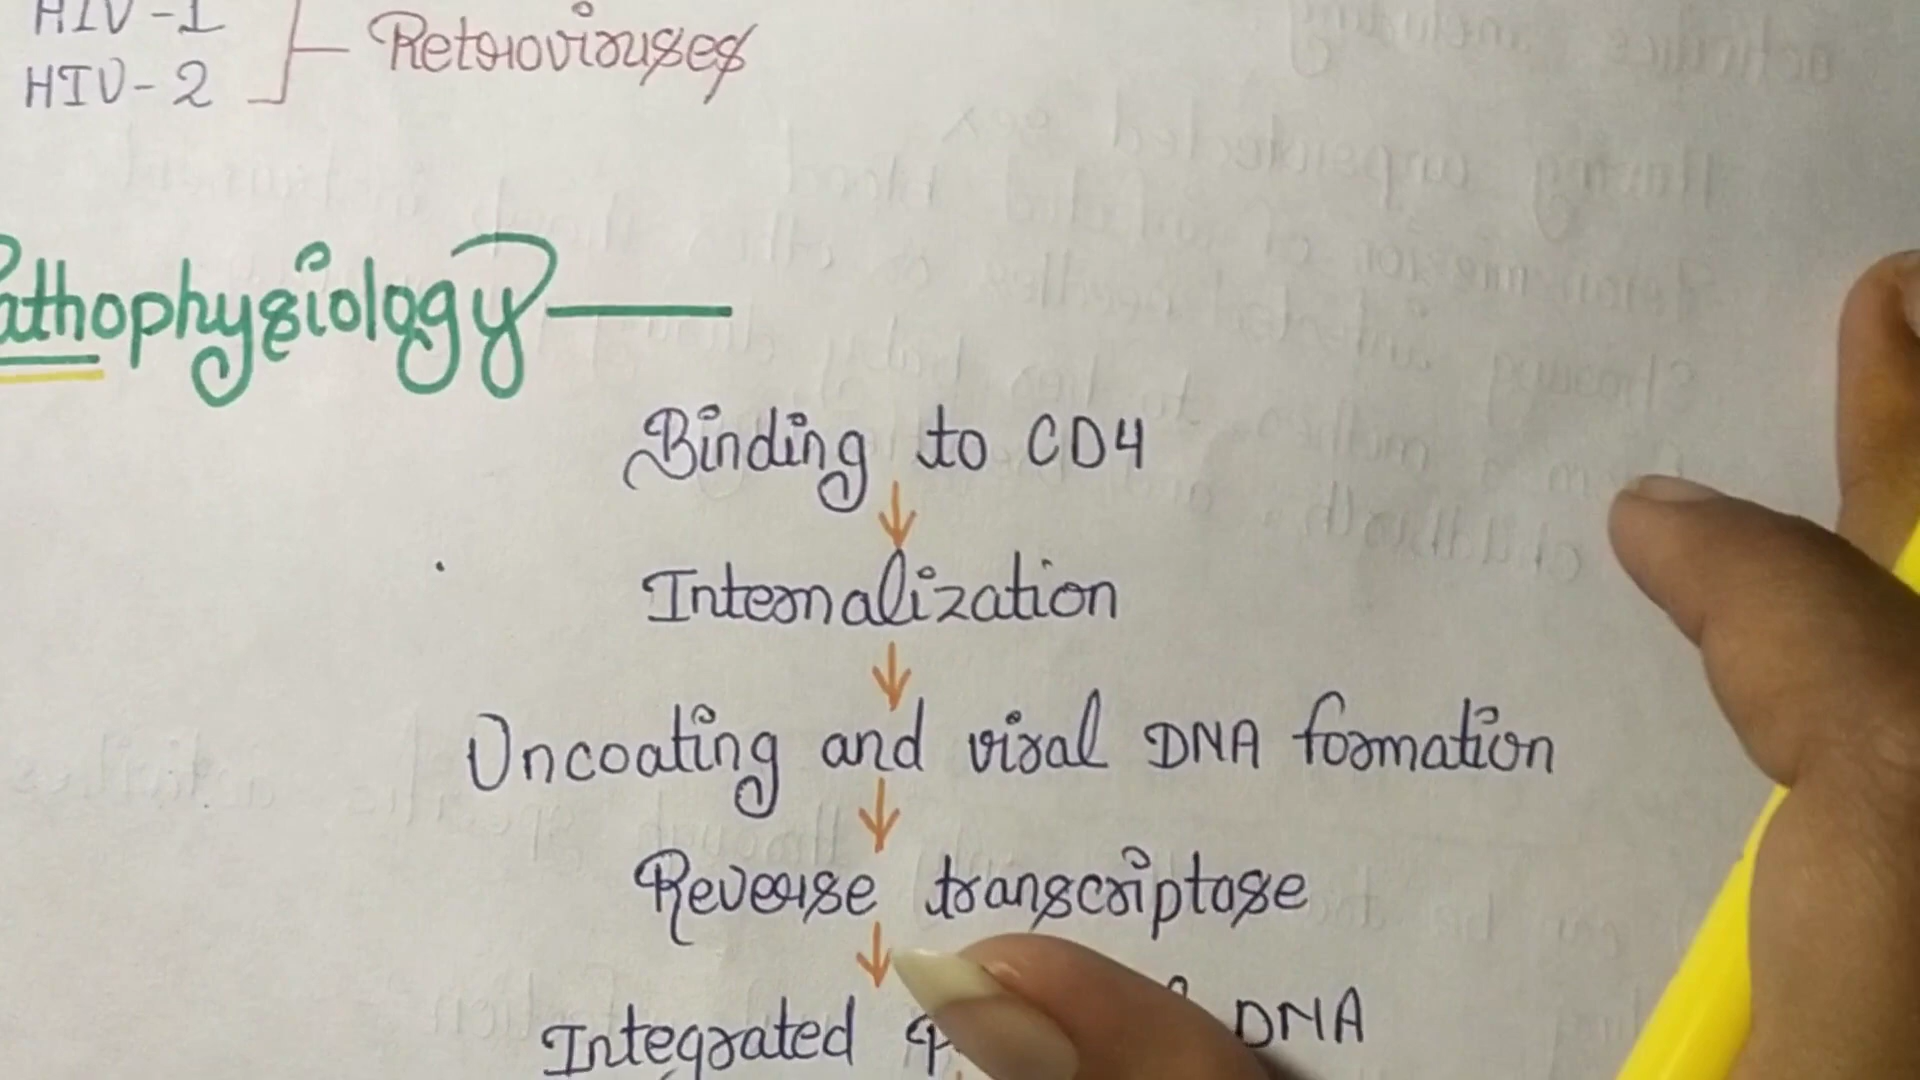 HIV-1
HIV-2
Retroviruses
Pathophysiology
Binding to CD4
Internalization
Uncoating and viral DNA formation
Reverse transcriptase
Integrated DNA